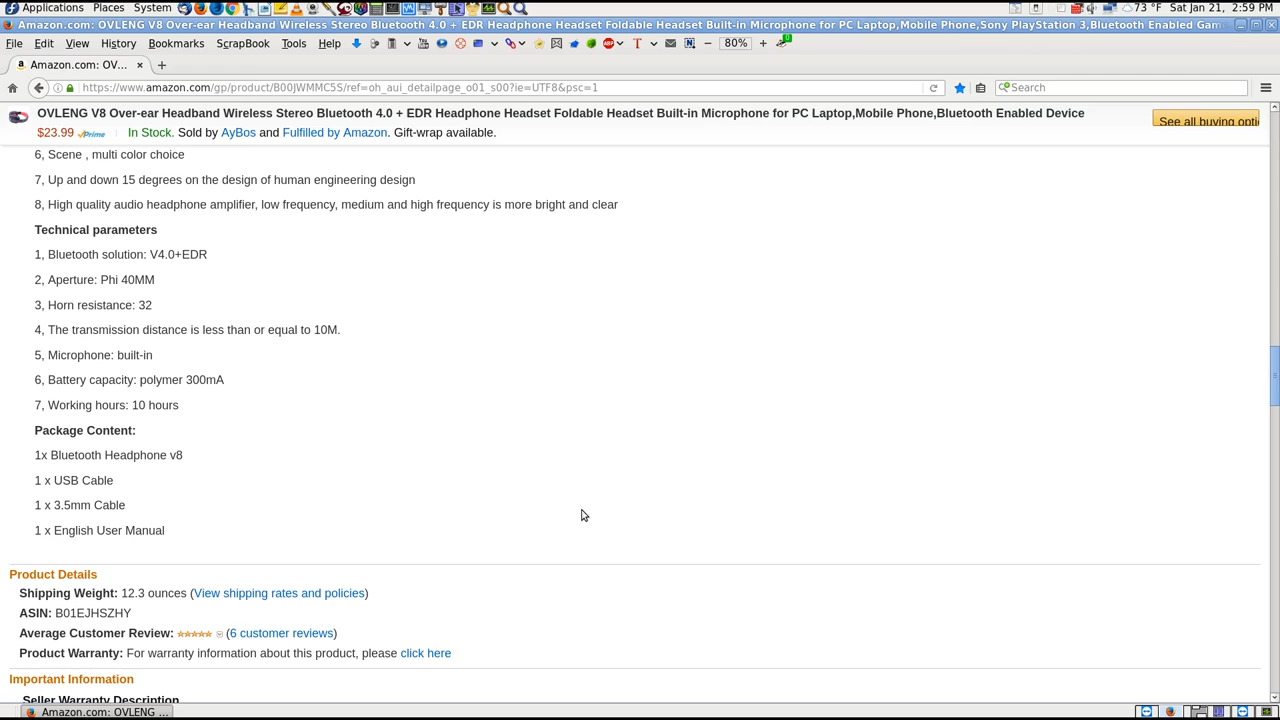 Applications Places System 73 °F Sat Jan 21, 2:59 PM
Amazon.com: OVLENG V8 Over-ear Headband Wireless Stereo Bluetooth 4.0 + EDR Headphone Headset Foldable Headset Built-in Microphone for PC Laptop,Mobile Phone,Sony PlayStation 3,Bluetooth Enabled Gam
File Edit View History Bookmarks ScrapBook Tools Help 80%
Amazon.com: OV...
https://www.amazon.com/gp/product/B00JWMMC5S/ref=oh_aui_detailpage_o01_s00?ie=UTF8&psc=1 Search
OVLENG V8 Over-ear Headband Wireless Stereo Bluetooth 4.0 + EDR Headphone Headset Foldable Headset Built-in Microphone for PC Laptop,Mobile Phone,Bluetooth Enabled Device
$23.99 Prime In Stock. Sold by AyBos and Fulfilled by Amazon. Gift-wrap available.
See all buying opti
6, Scene , multi color choice
7, Up and down 15 degrees on the design of human engineering design
8, High quality audio headphone amplifier, low frequency, medium and high frequency is more bright and clear
Technical parameters
1, Bluetooth solution: V4.0+EDR
2, Aperture: Phi 40MM
3, Horn resistance: 32
4, The transmission distance is less than or equal to 10M.
5, Microphone: built-in
6, Battery capacity: polymer 300mA
7, Working hours: 10 hours
Package Content:
1x Bluetooth Headphone v8
1 x USB Cable
1 x 3.5mm Cable
1 x English User Manual
Product Details
Shipping Weight: 12.3 ounces (View shipping rates and policies)
ASIN: B01EJHSZHY
Average Customer Review: (6 customer reviews)
Product Warranty: For warranty information about this product, please click here
Important Information
Seller Warranty Description
Amazon.com: OVLENG ...